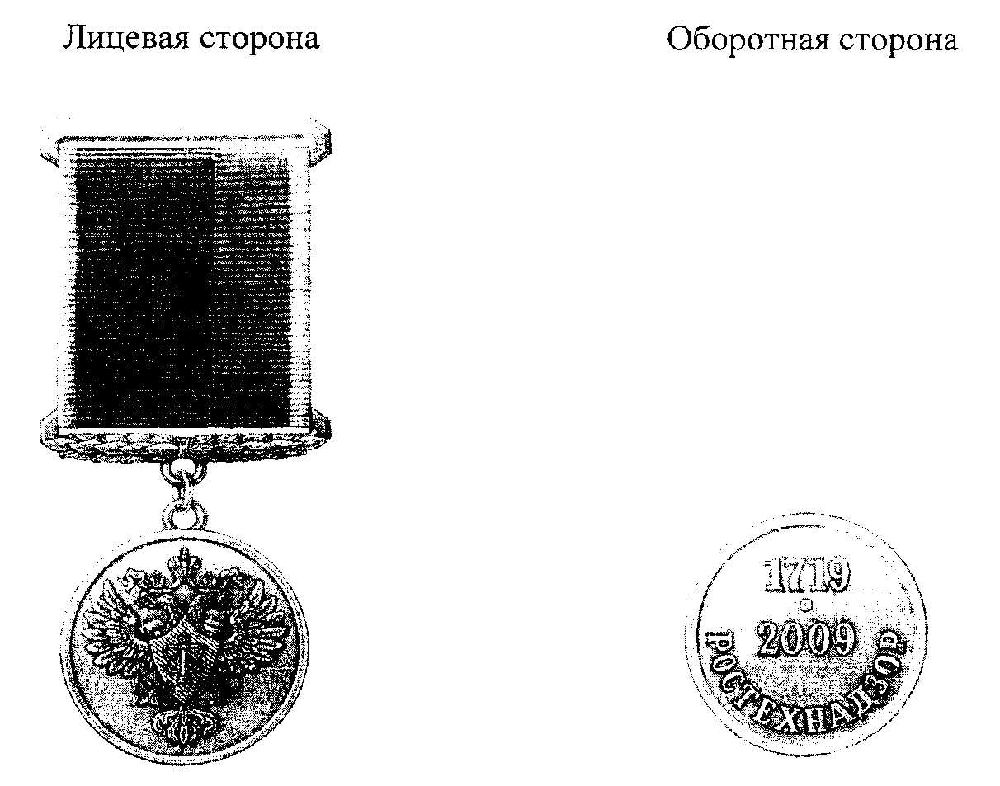 Лицевая сторона
Оборотная сторона
1719
2009
РОСТЕХНАДЗОР